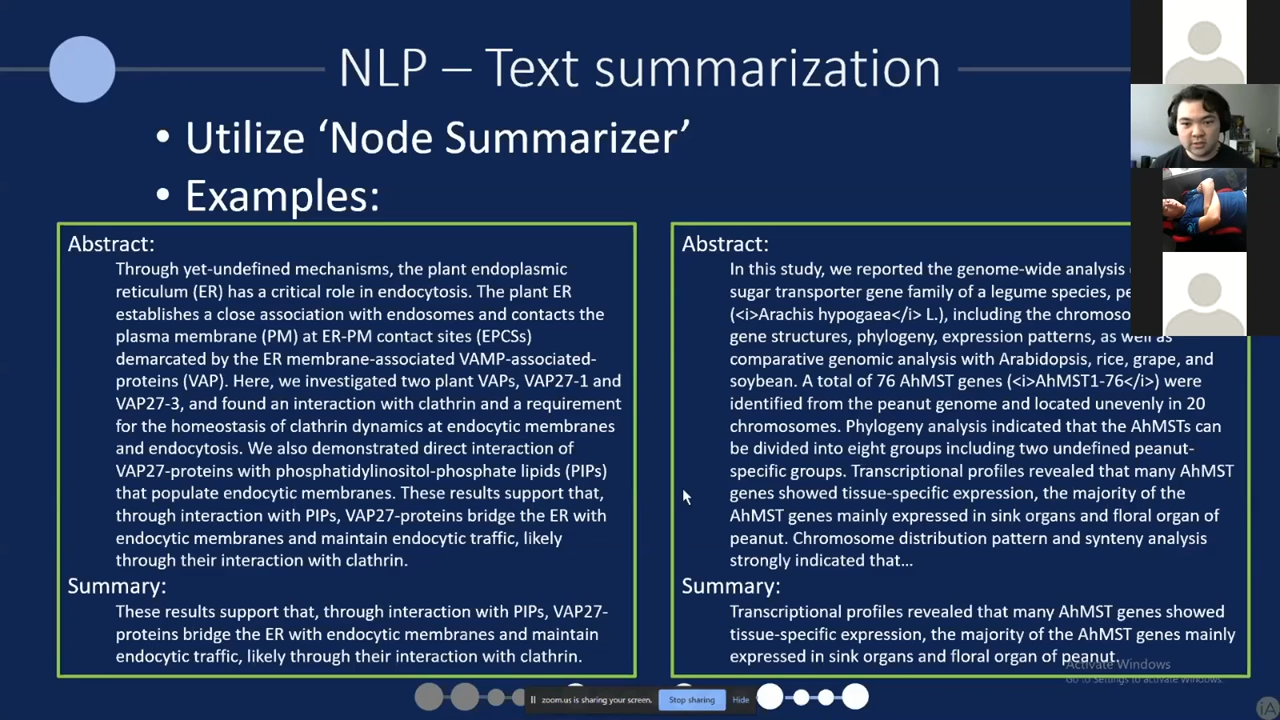 NLP – Text summarization
• Utilize ‘Node Summarizer’
• Examples:
Abstract:
Through yet-undefined mechanisms, the plant endoplasmic
reticulum (ER) has a critical role in endocytosis. The plant ER
establishes a close association with endosomes and contacts the
plasma membrane (PM) at ER-PM contact sites (EPCSs)
demarcated by the ER membrane-associated VAMP-associated-
proteins (VAP). Here, we investigated two plant VAPs, VAP27-1 and
VAP27-3, and found an interaction with clathrin and a requirement
for the homeostasis of clathrin dynamics at endocytic membranes
and endocytosis. We also demonstrated direct interaction of
VAP27-proteins with phosphatidylinositol-phosphate lipids (PIPs)
that populate endocytic membranes. These results support that,
through interaction with PIPs, VAP27-proteins bridge the ER with
endocytic membranes and maintain endocytic traffic, likely
through their interaction with clathrin.
Summary:
These results support that, through interaction with PIPs, VAP27-
proteins bridge the ER with endocytic membranes and maintain
endocytic traffic, likely through their interaction with clathrin.
Abstract:
In this study, we reported the genome-wide analysis
sugar transporter gene family of a legume species,
(<i>Arachis hypogaea</i> L.), including the
gene structures, phylogeny, expression patterns, as well as
comparative genomic analysis with Arabidopsis, rice, grape, and
soybean. A total of 76 AhMST genes (<i>AhMST1-76</i>) were
identified from the peanut genome and located unevenly in 20
chromosomes. Phylogeny analysis indicated that the AhMSTs can
be divided into eight groups including two undefined peanut-
specific groups. Transcriptional profiles revealed that many AhMST
genes showed tissue-specific expression, the majority of the
AhMST genes mainly expressed in sink organs and floral organ of
peanut. Chromosome distribution pattern and synteny analysis
strongly indicated that...
Summary:
Transcriptional profiles revealed that many AhMST genes showed
tissue-specific expression, the majority of the AhMST genes mainly
expressed in sink organs and floral organ of peanut.
Activate Windows
Go to Settings to activate Windows.
zoom.us is sharing your screen.
Stop sharing
Hide
iA